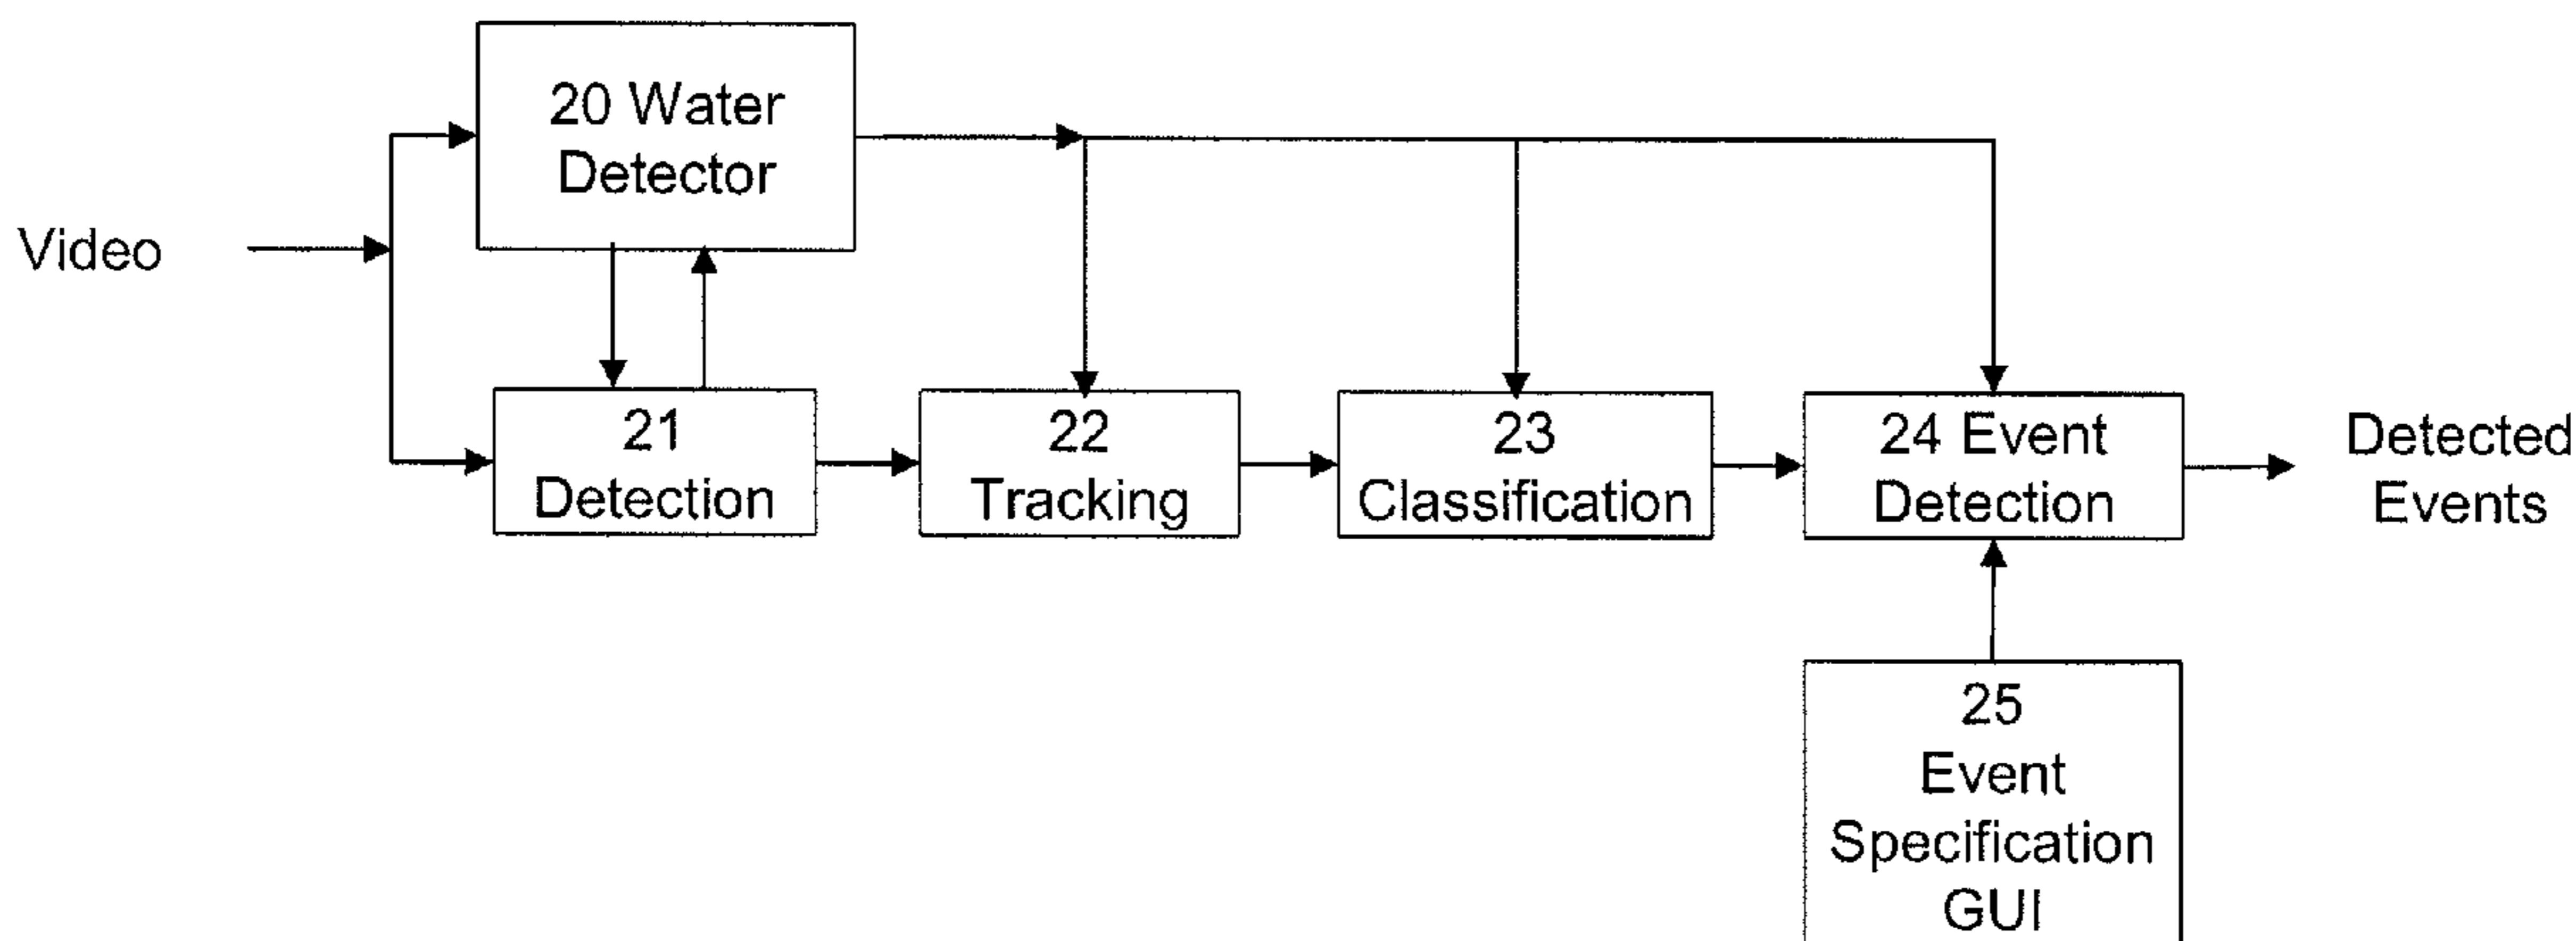 20 Water
Detector
Video
21
Detection
22
Tracking
23
Classification
24 Event
Detection
Detected
Events
25
Event
Specification
GUI